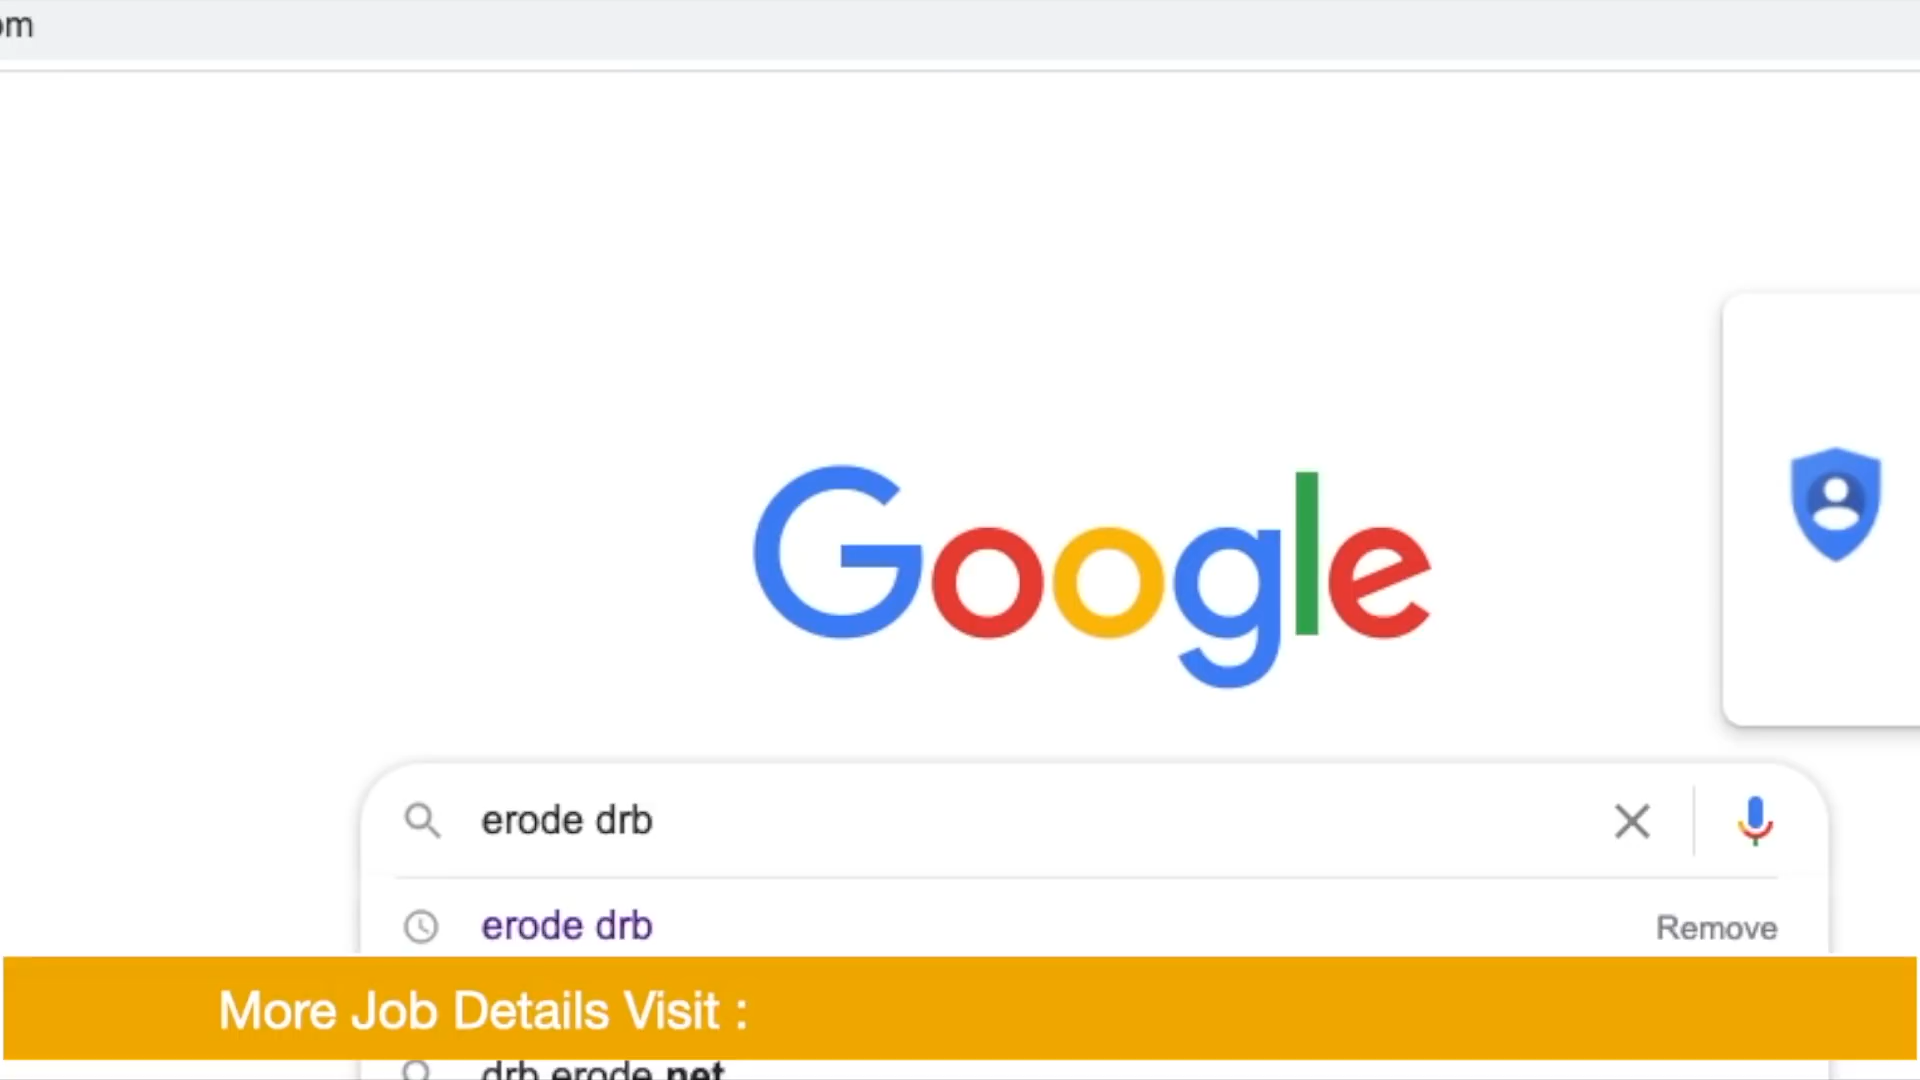 om
Google
erode drb
erode drb
Remove
More Job Details Visit :
drb erode net